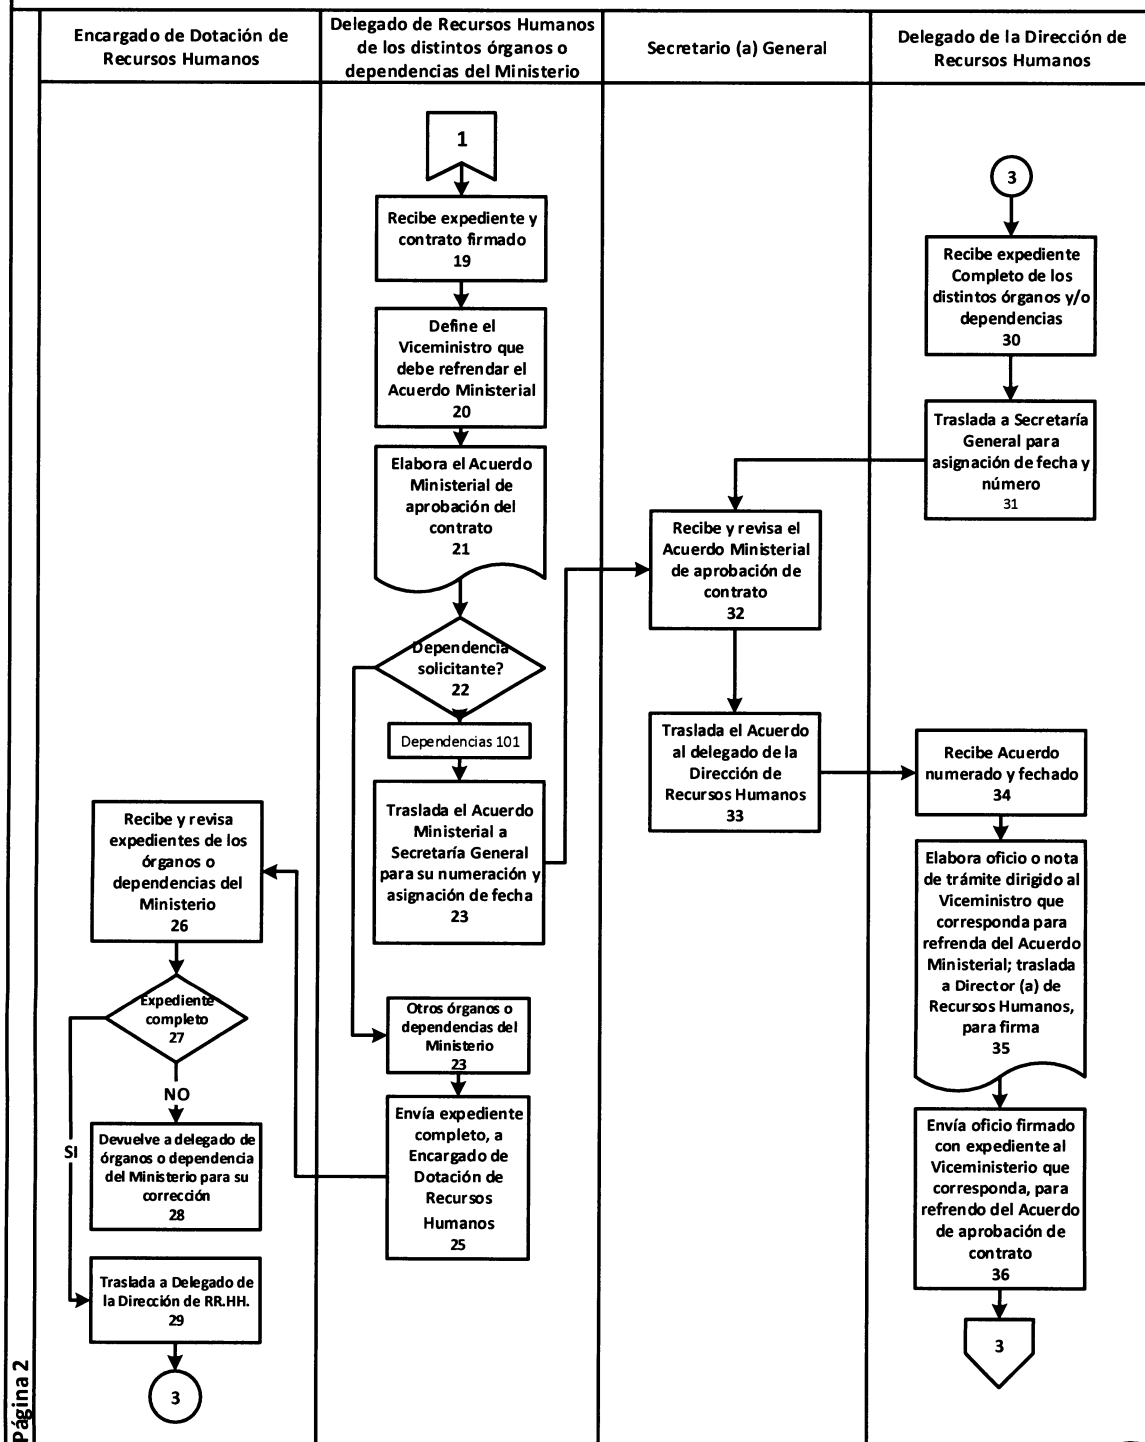 Encargado de Dotación de
Recursos Humanos
Delegado de Recursos Humanos
de los distintos órganos o
dependencias del Ministerio
Secretario (a) General
Delegado de la Dirección de
Recursos Humanos
1
Recibe expediente y
contrato firmado
19
Define el
Viceministro que
debe refrendar el
Acuerdo Ministerial
20
Elabora el Acuerdo
Ministerial de
aprobación del
contrato
21
Dependencia
solicitante?
22
Dependencias 101
Traslada el Acuerdo
Ministerial a
Secretaría General
para su numeración y
asignación de fecha
23
Otros órganos o
dependencias del
Ministerio
23
Envía expediente
completo, a
Encargado de
Dotación de
Recursos
Humanos
25
Recibe y revisa
expedientes de los
órganos o
dependencias del
Ministerio
26
Expediente
completo
27
NO
SI
Devuelve a delegado de
órganos o dependencia
del Ministerio para su
corrección
28
Traslada a Delegado de
la Dirección de RR.HH.
29
3
3
Recibe expediente
Completo de los
distintos órganos y/o
dependencias
30
Traslada a Secretaría
General para
asignación de fecha y
número
31
Recibe y revisa el
Acuerdo Ministerial
de aprobación de
contrato
32
Traslada el Acuerdo
al delegado de la
Dirección de
Recursos Humanos
33
Recibe Acuerdo
numerado y fechado
34
Elabora oficio o nota
de trámite dirigido al
Viceministro que
corresponda para
refrenda del Acuerdo
Ministerial; traslada
a Director (a) de
Recursos Humanos,
para firma
35
Envía oficio firmado
con expediente al
Viceministerio que
corresponda, para
refrendo del Acuerdo
de aprobación de
contrato
36
3
Página 2